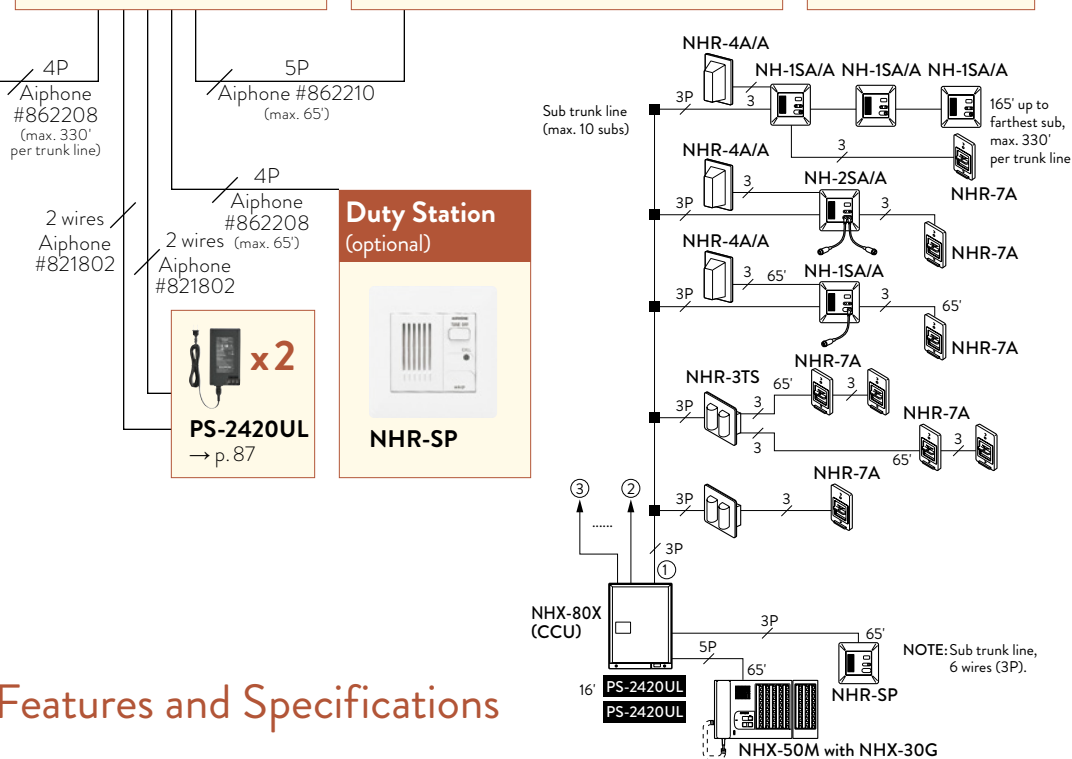 4P
Aiphone
#862208
(max. 330'
per trunk line)
5P
Aiphone #862210
(max. 65')
4P
Aiphone
#862208
(max. 65')
2 wires
Aiphone
#821802
2 wires
Aiphone
#821802
x 2
PS-2420UL
→ p. 87
Duty Station
(optional)
NHR-SP
NHR-4A/A
NH-1SA/A NH-1SA/A NH-1SA/A
Sub trunk line
(max. 10 subs)
3P
3
165' up to
farthest sub,
max. 330'
per trunk line
3
NHR-7A
NHR-4A/A
3
NH-2SA/A
3P
3
NHR-7A
NHR-4A/A
3
65'
NH-1SA/A
3P
3
65'
NHR-7A
NHR-3TS
NHR-7A
65'
3
3P
3
3
NHR-7A
65'
3
NHR-7A
3P
3
③
②
......
3P
①
NHX-80X
(CCU)
3P
65'
5P
65'
NOTE: Sub trunk line,
6 wires (3P).
NHR-SP
16'
PS-2420UL
PS-2420UL
NHX-50M with NHX-30G
Features and Specifications